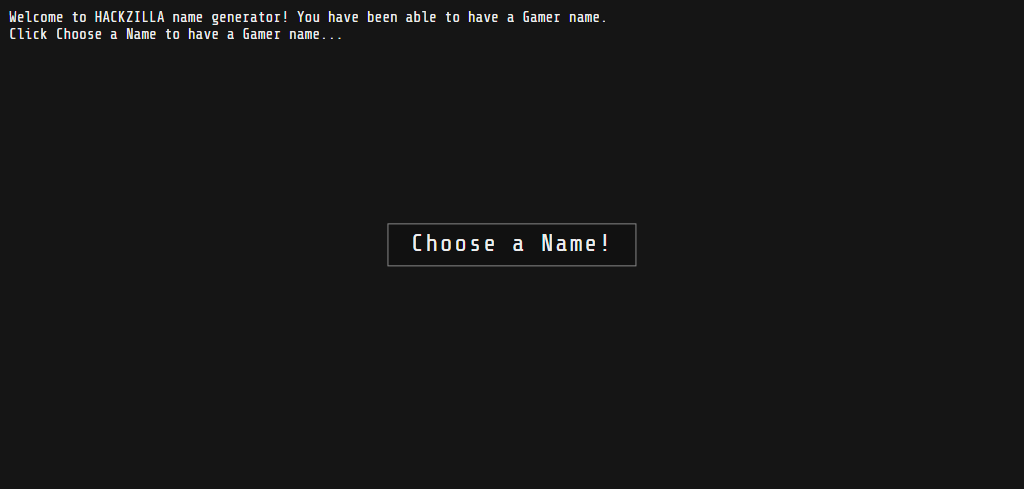 Welcome to HACKZILLA name generator! You have been able to have a Gamer name.
Click Choose a Name to have a Gamer name...
Choose a Name!